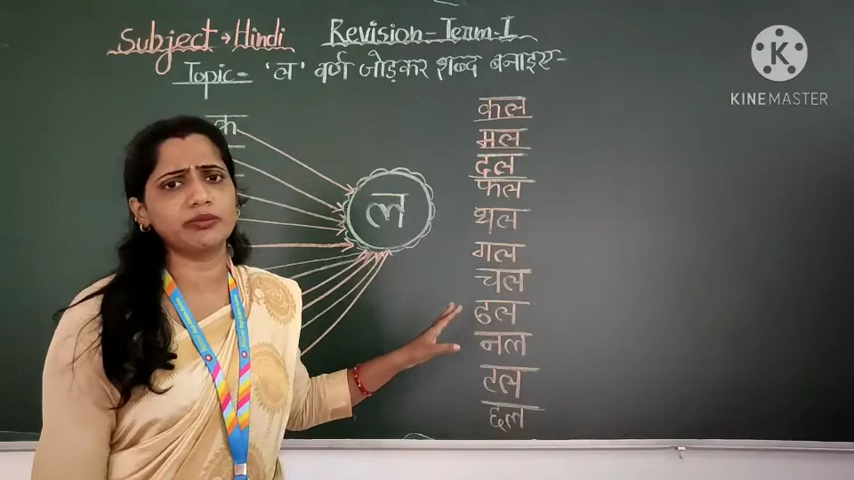 Subject → Hindi Revision-Term-I
Topic- 'ल' वर्ण जोड़कर शब्द बनाइए-
क
ल
कल
मल
दल
फल
थल
गल
चल
ढल
नल
टल
छल
KINEMASTER